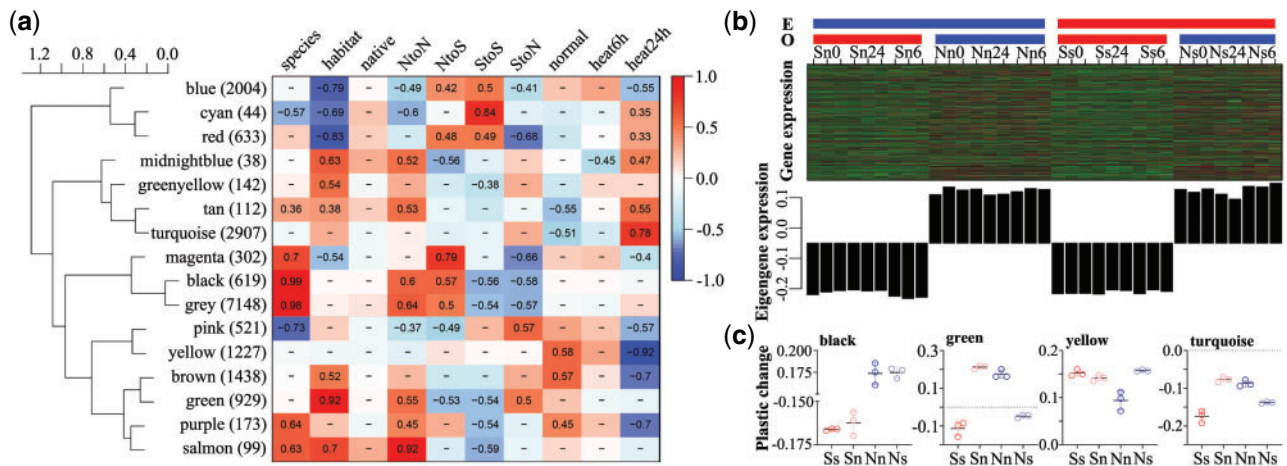 (a)
1.2 0.8 0.4 0.0
species habitat native NtoN NtoS StoS StoN normal heat6h heat24h
blue (2004) – −0.79 – −0.49 0.42 0.5 −0.41 – – −0.55
cyan (44) −0.57 −0.69 – −0.6 – 0.84 – – – 0.35
red (633) – −0.83 – – 0.48 0.49 −0.68 – – 0.33
midnightblue (38) – 0.63 – 0.52 −0.56 – – – −0.45 0.47
greenyellow (142) – 0.54 – – – −0.38 – – – –
tan (112) 0.36 0.38 – 0.53 – – – −0.55 – 0.55
turquoise (2907) – – – – – – – −0.51 – 0.78
magenta (302) 0.7 −0.54 – – 0.79 – −0.66 – – −0.4
black (619) 0.99 – – 0.6 0.57 −0.56 −0.58 – – –
grey (7148) 0.98 – – 0.64 0.5 −0.54 −0.57 – – –
pink (521) −0.73 – – −0.37 −0.49 – 0.57 – – −0.57
yellow (1227) – – – – – – – 0.58 – −0.92
brown (1438) – 0.52 – – – – – 0.57 – −0.7
green (929) – 0.92 – 0.55 −0.53 −0.54 0.5 – – –
purple (173) 0.64 – – 0.45 – −0.54 – 0.45 – −0.7
salmon (99) 0.63 0.7 – 0.92 – −0.59 – – – –
1.0
0.5
0.0
-0.5
-1.0
(b)
E
O
Sn0 Sn24 Sn6 Nn0 Nn24 Nn6 Ss0 Ss24 Ss6 Ns0 Ns24 Ns6
Gene expression
Eigengene expression
0.1
0.0
-0.1
-0.2
(c)
Plastic change
black
0.200
0.175
-0.150
-0.175
Ss Sn Nn Ns
green
0.3
0.1
-0.1
Ss Sn Nn Ns
yellow
0.2
0.1
0.0
Ss Sn Nn Ns
turquoise
-0.0
-0.1
-0.2
Ss Sn Nn Ns